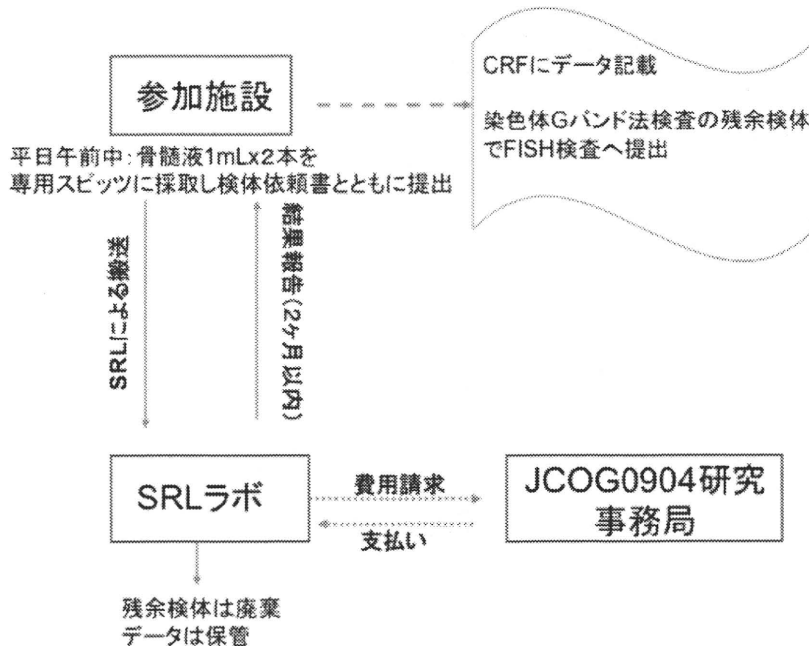 参加施設
CRFにデータ記載
染色体Gバンド法検査の残余検体
でFISH検査へ提出
平日午前中:骨髄液1mLx2本を
専用スピッツに採取し検体依頼書とともに提出
SRLによる搬送
結果報告(2ヶ月以内)
SRLラボ
費用請求
支払い
JCOG0904研究
事務局
残余検体は廃棄
データは保管